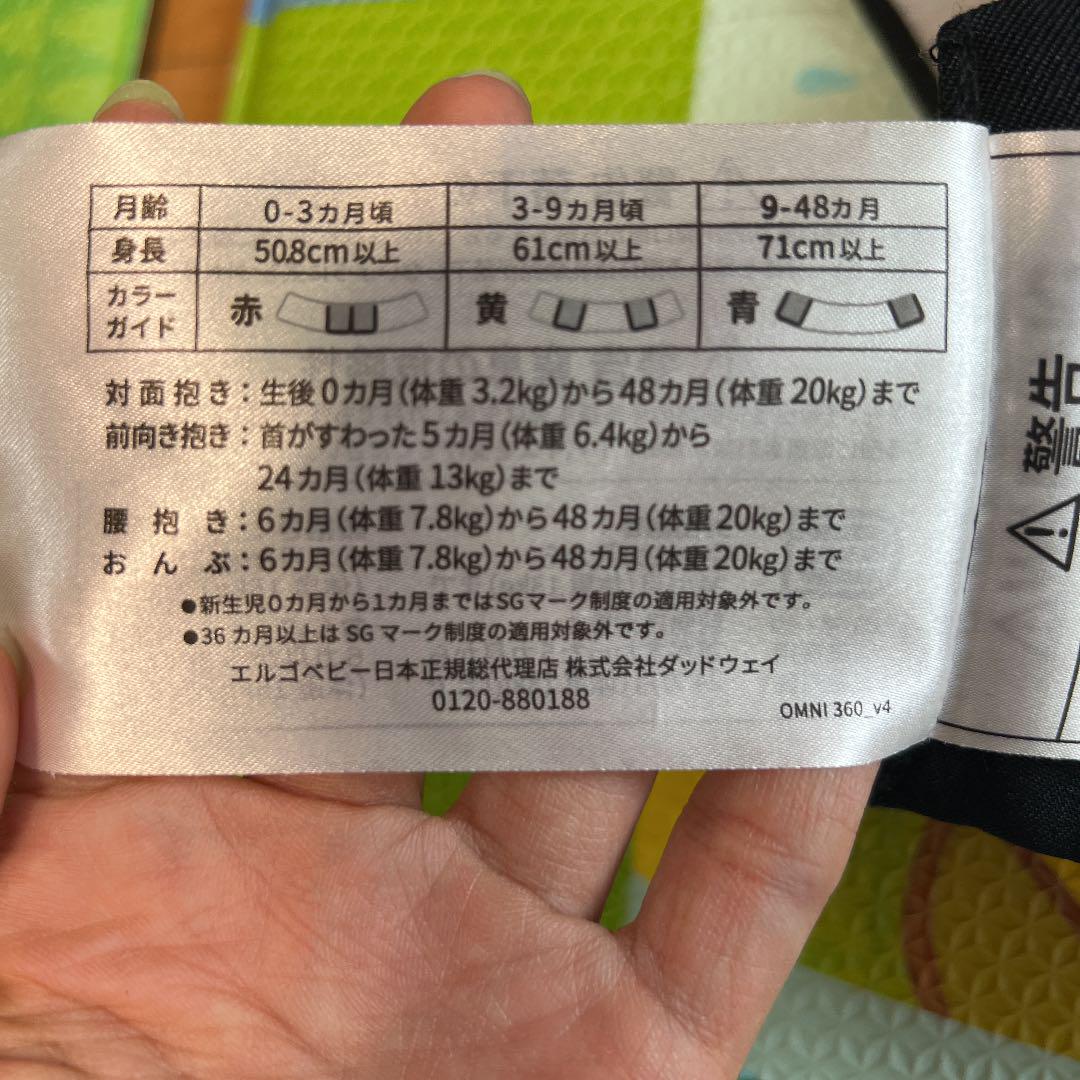 月齢 0-3カ月頃 3-9カ月頃 9-48カ月
身長 50.8cm以上 61cm以上 71cm以上
カラーガイド 赤 黄 青
対面抱き：生後0カ月(体重3.2kg)から48カ月(体重20kg)まで
前向き抱き：首がすわった5カ月(体重6.4kg)から
24カ月(体重13kg)まで
腰抱き：6カ月(体重7.8kg)から48カ月(体重20kg)まで
おんぶ：6カ月(体重7.8kg)から48カ月(体重20kg)まで
●新生児0カ月から1カ月まではSGマーク制度の適用対象外です。
●36カ月以上はSGマーク制度の適用対象外です。
エルゴベビー日本正規総代理店 株式会社ダッドウェイ
0120-880188
OMNI 360_v4
警告